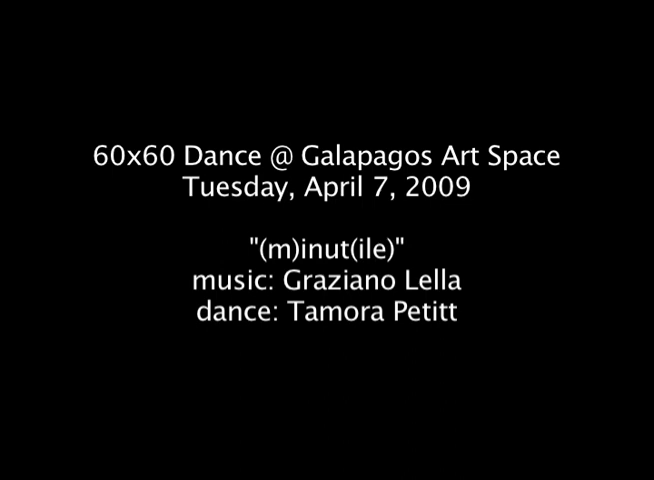 60x60 Dance @ Galapagos Art Space
Tuesday, April 7, 2009
"(m)inut(ile)"
music: Graziano Lella
dance: Tamora Petitt